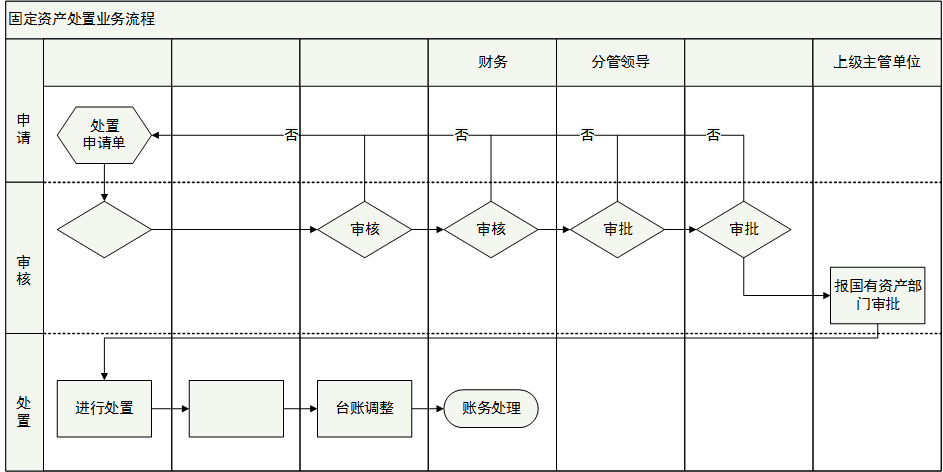 固定资产处置业务流程
财务
分管领导
上级主管单位
申
请
处置
申请单
否
否
否
否
审
核
审核
审核
审批
审批
报国有资产部
门审批
处
置
进行处置
台账调整
账务处理